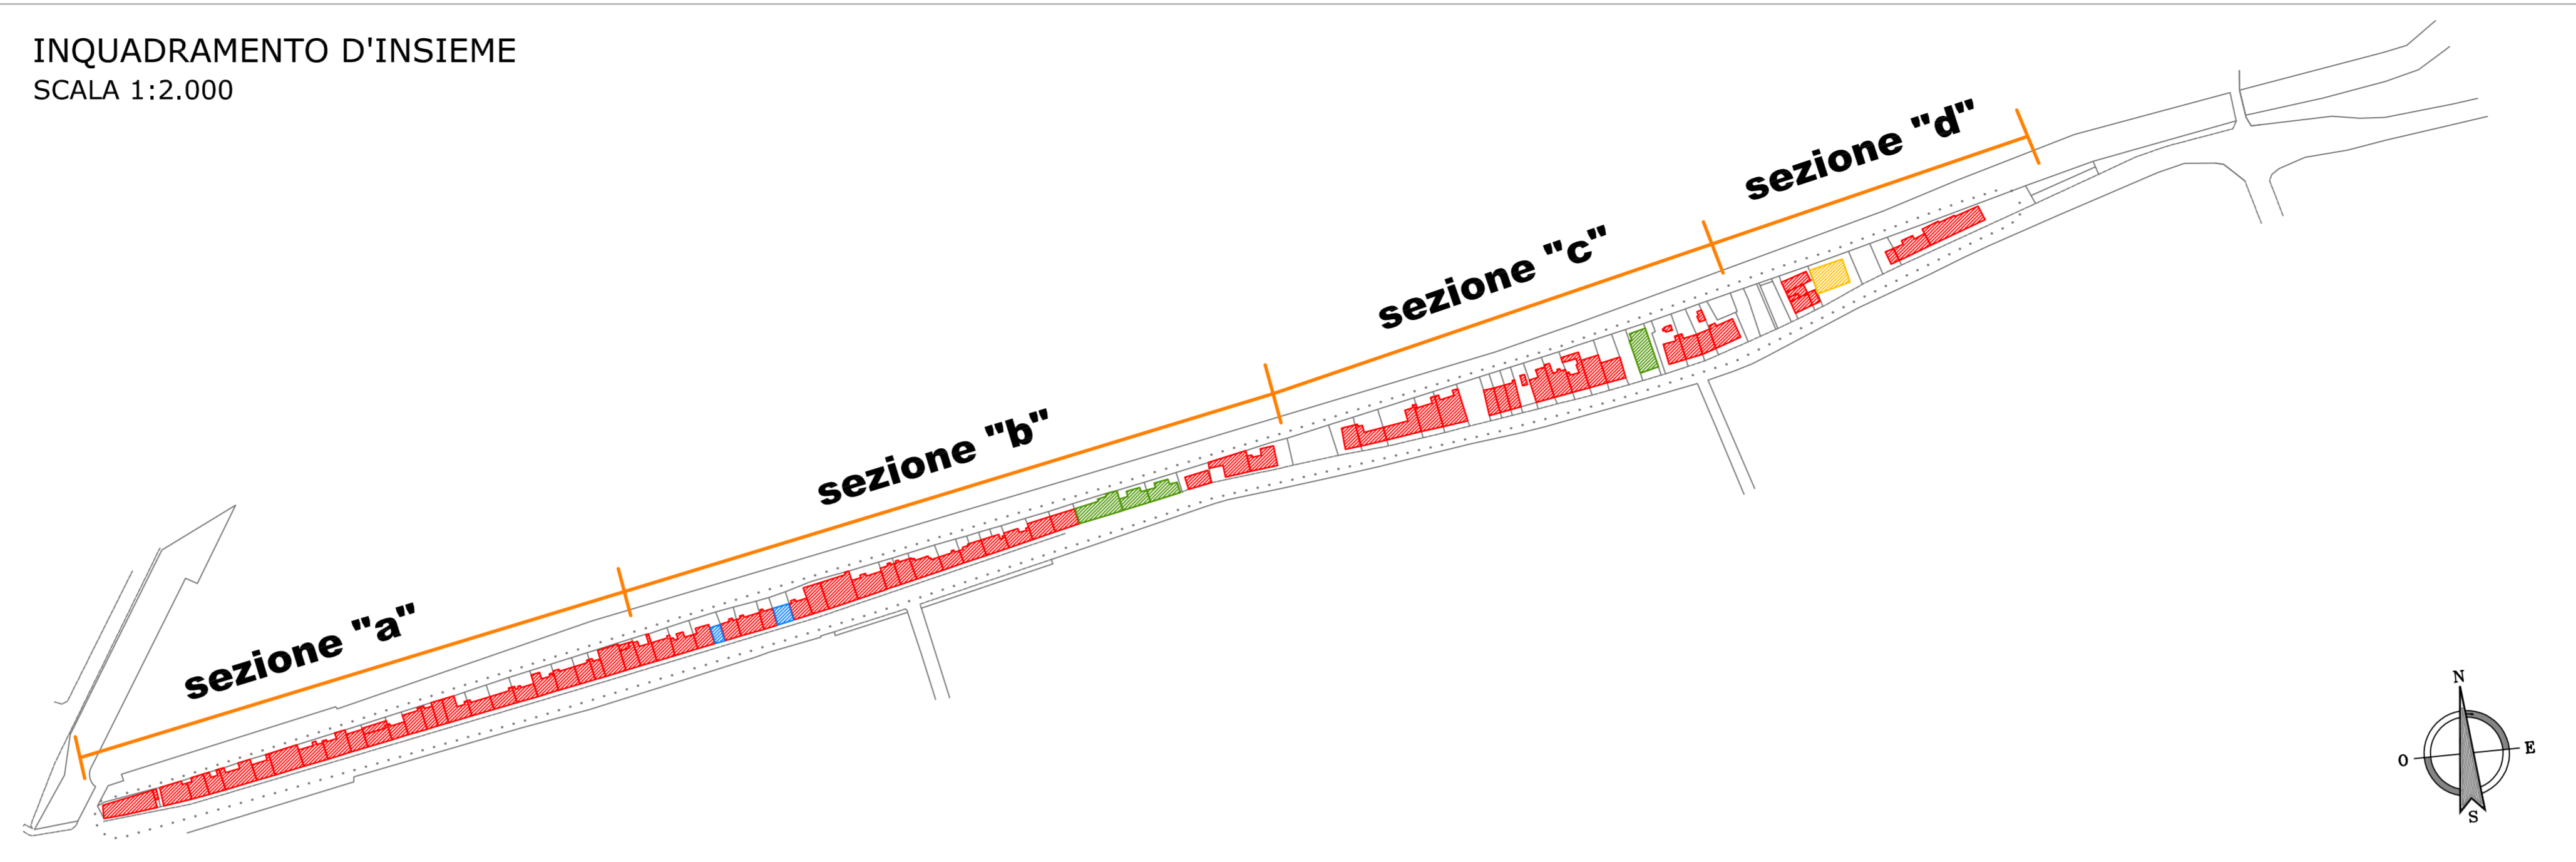 INQUADRAMENTO D'INSIEME
SCALA 1:2.000
sezione "a"
sezione "b"
sezione "c"
sezione "d"
N
O
E
S